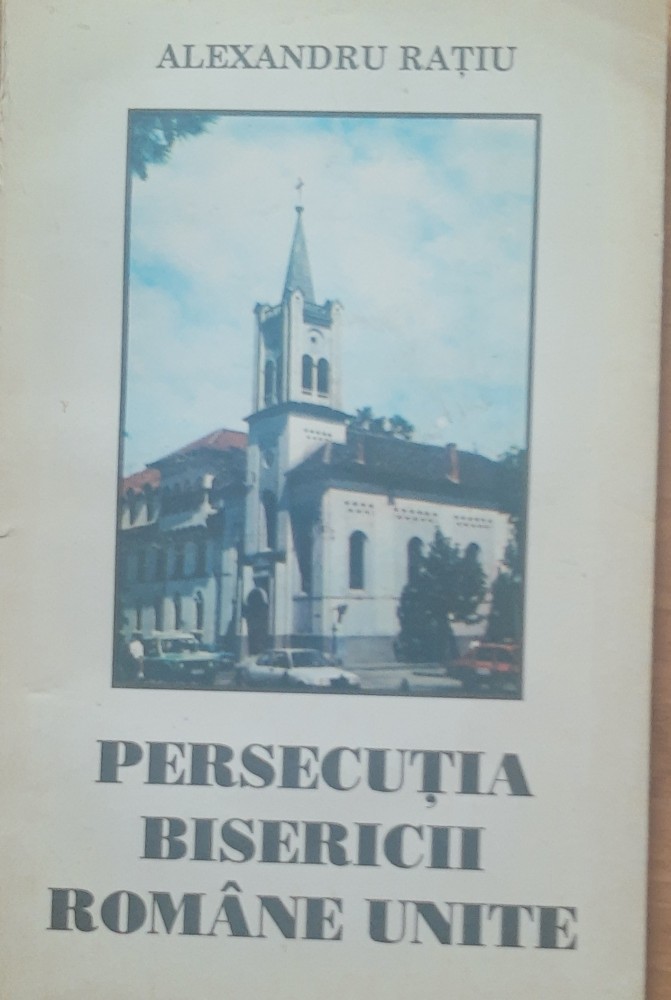 ALEXANDRU RAȚIU
PERSECUȚIA
BISERICII
ROMÂNE UNITE